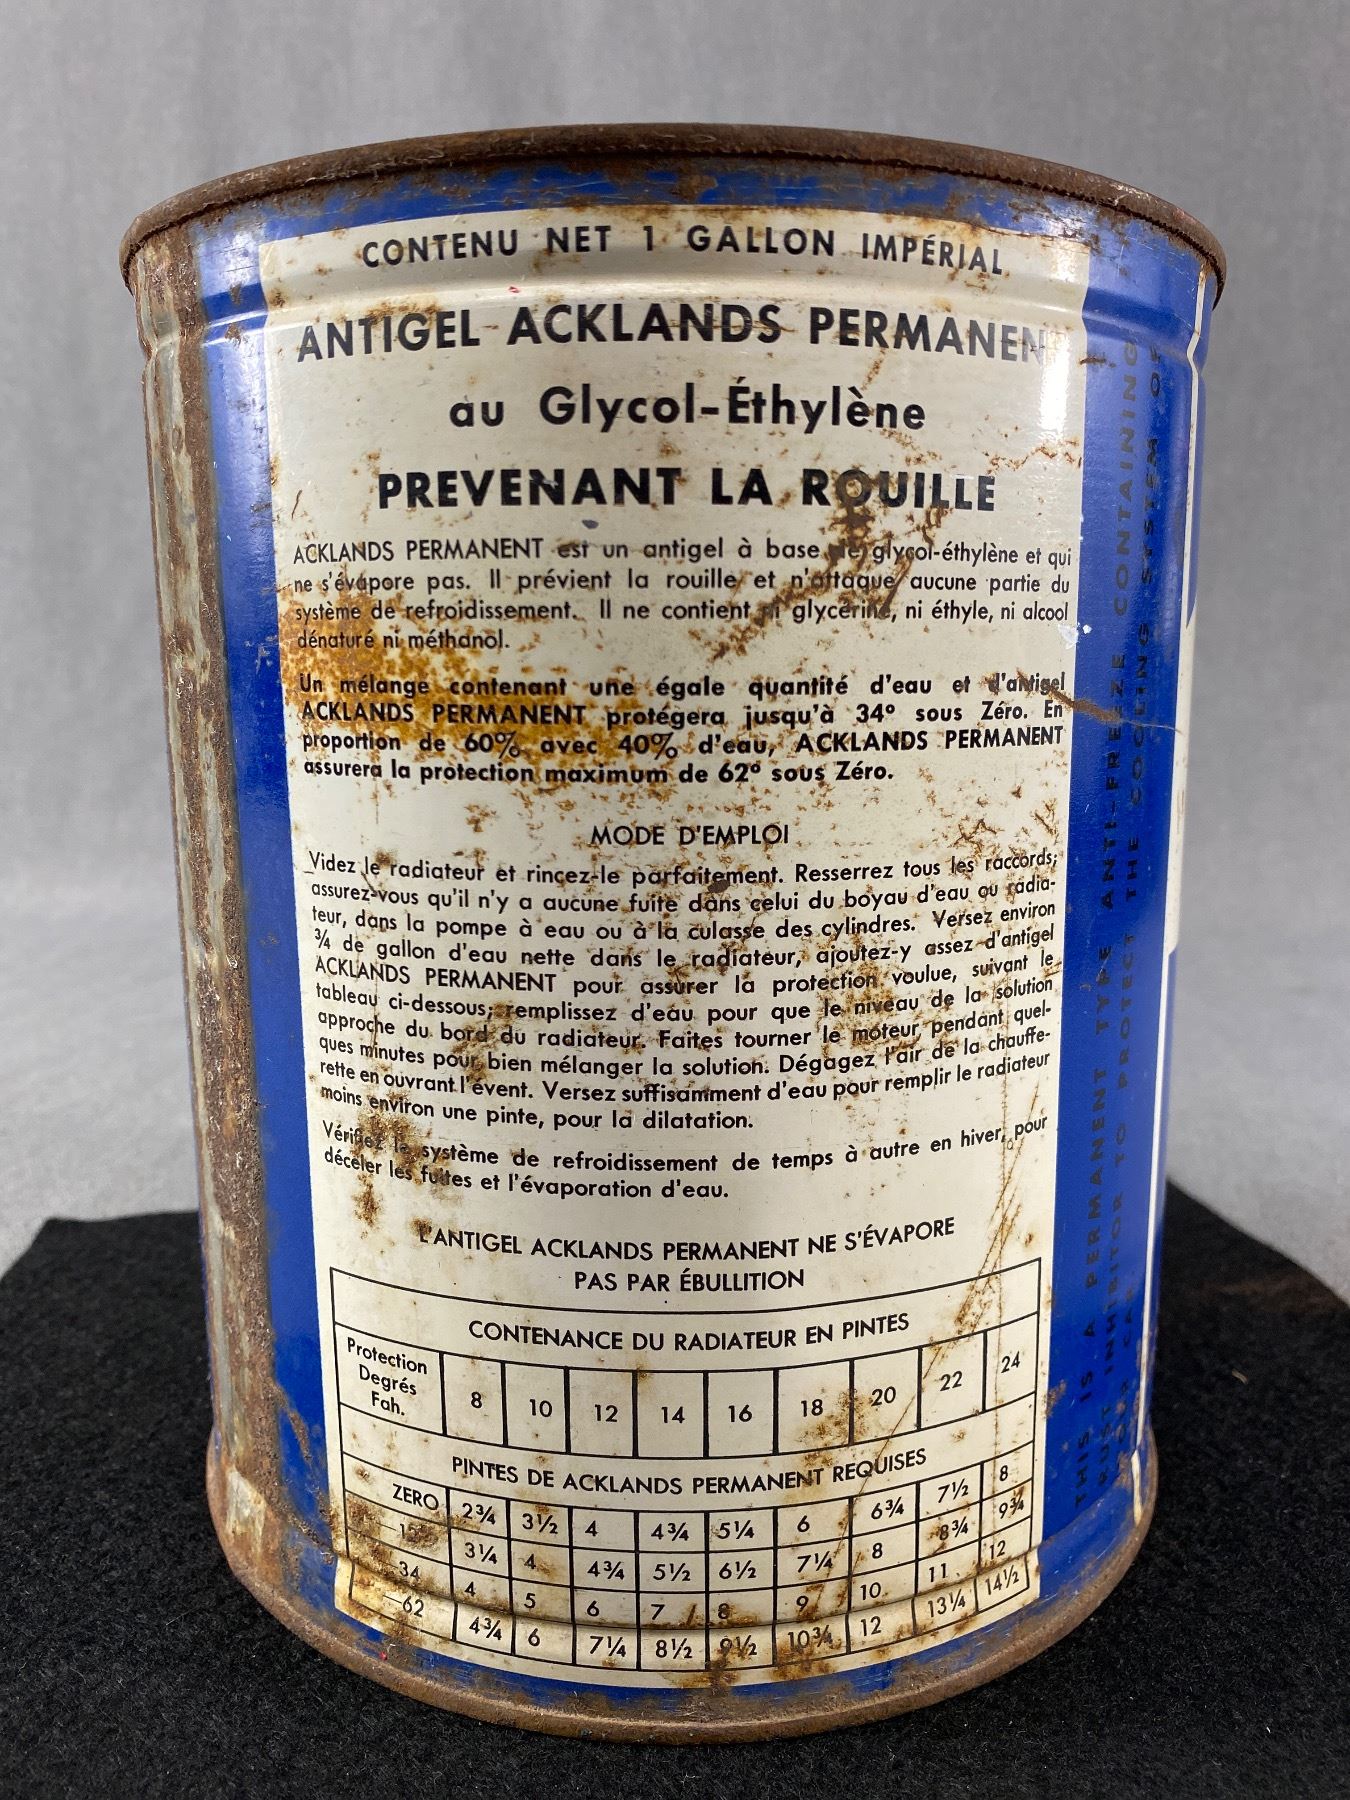 CONTENU NET 1 GALLON IMPÉRIAL
ANTIGEL ACKLANDS PERMANEN
au Glycol-Éthylène
PREVENANT LA ROUILLE
ACKLANDS PERMANENT est un antigel à base de glycol-éthylène et qui
ne s'évapore pas. Il prévient la rouille et n'attaque aucune partie du
système de refroidissement. Il ne contient ni glycérine, ni éthyle, ni alcool
dénaturé ni méthanol.
Un mélange contenant une égale quantité d'eau et d'antigel
ACKLANDS PERMANENT protégera jusqu'à 34° sous Zéro. En
proportion de 60% avec 40% d'eau, ACKLANDS PERMANENT
assurera la protection maximum de 62° sous Zéro.
MODE D'EMPLOI
Videz le radiateur et rincez-le parfaitement. Resserrez tous les raccords;
assurez-vous qu'il n'y a aucune fuite dans celui du boyau d'eau ou radia-
teur, dans la pompe à eau ou à la culasse des cylindres. Versez environ
¾ de gallon d'eau nette dans le radiateur, ajoutez-y assez d'antigel
ACKLANDS PERMANENT pour assurer la protection voulue, suivant le
tableau ci-dessous; remplissez d'eau pour que le niveau de la solution
approche du bord du radiateur. Faites tourner le moteur pendant quel-
ques minutes pour bien mélanger la solution. Dégagez l'air de la chauffe-
rette en ouvrant l'évent. Versez suffisamment d'eau pour remplir le radiateur
moins environ une pinte, pour la dilatation.
Vérifiez le système de refroidissement de temps à autre en hiver, pour
déceler les fuites et l'évaporation d'eau.
L'ANTIGEL ACKLANDS PERMANENT NE S'ÉVAPORE
PAS PAR ÉBULLITION
CONTENANCE DU RADIATEUR EN PINTES
Protection
Degrés
Fah.
8 10 12 14 16 18 20 22 24
PINTES DE ACKLANDS PERMANENT REQUISES
ZERO 2¾ 3½ 4 4¾ 5¼ 6 6¾ 7½ 8
3¼ 4 4¾ 5½ 6½ 7¼ 8 8¾ 9¾
—34 4 5 6 7 8 9 10 11 12
—62 4¾ 6 7¼ 8½ 9½ 10¾ 12 13¼ 14½
THIS IS A PERMANENT TYPE ANTI-FREEZE CONTAINING
RUST INHIBITOR TO PROTECT THE COOLING SYSTEM OF
YOUR CAR